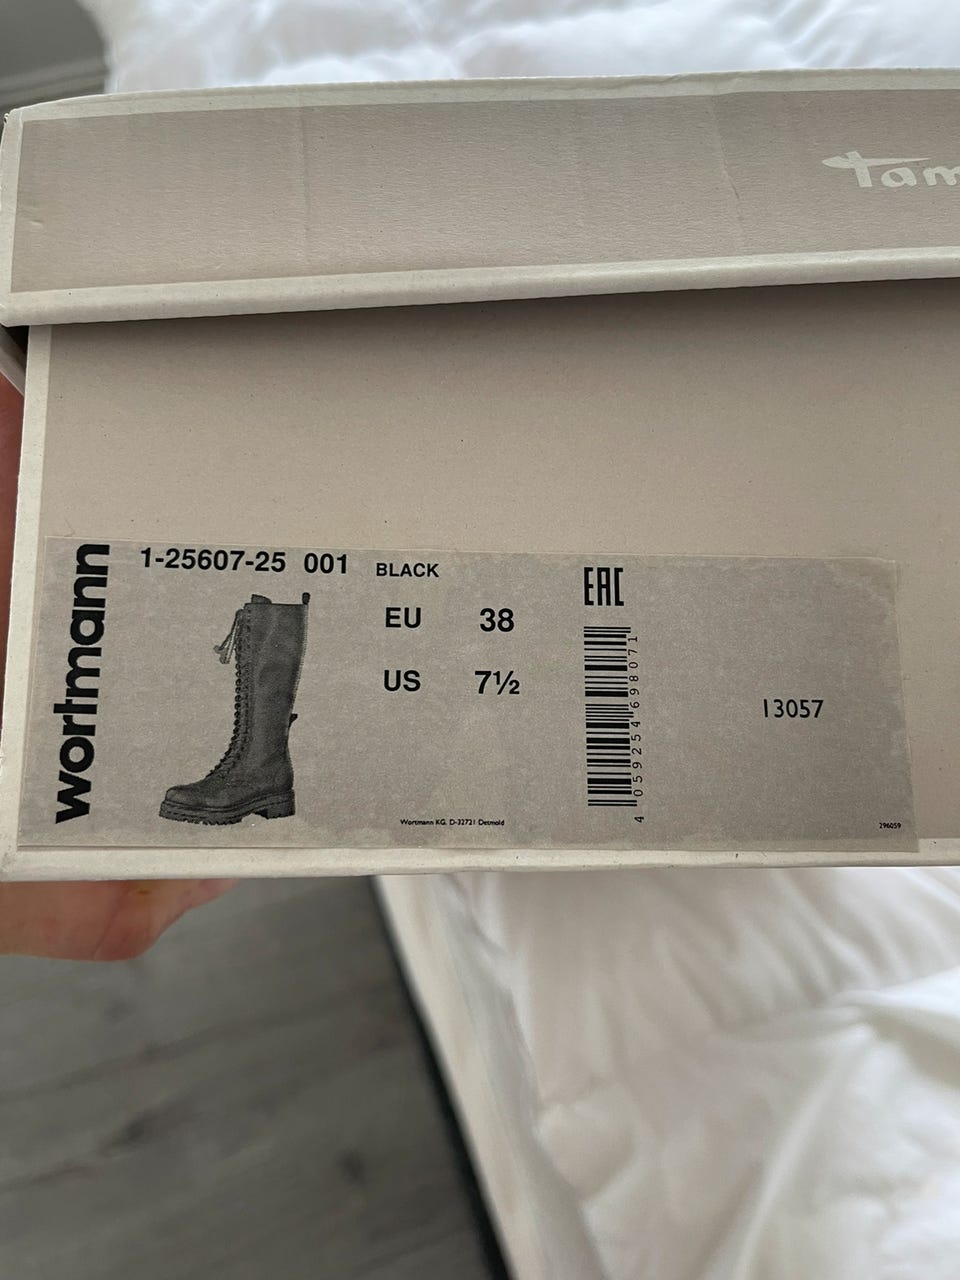 tam
wortmann
1-25607-25 001 BLACK
EU 38
US 7½
EAC
4 059254 698071
13057
Wortmann KG, D-32721 Detmold
296059